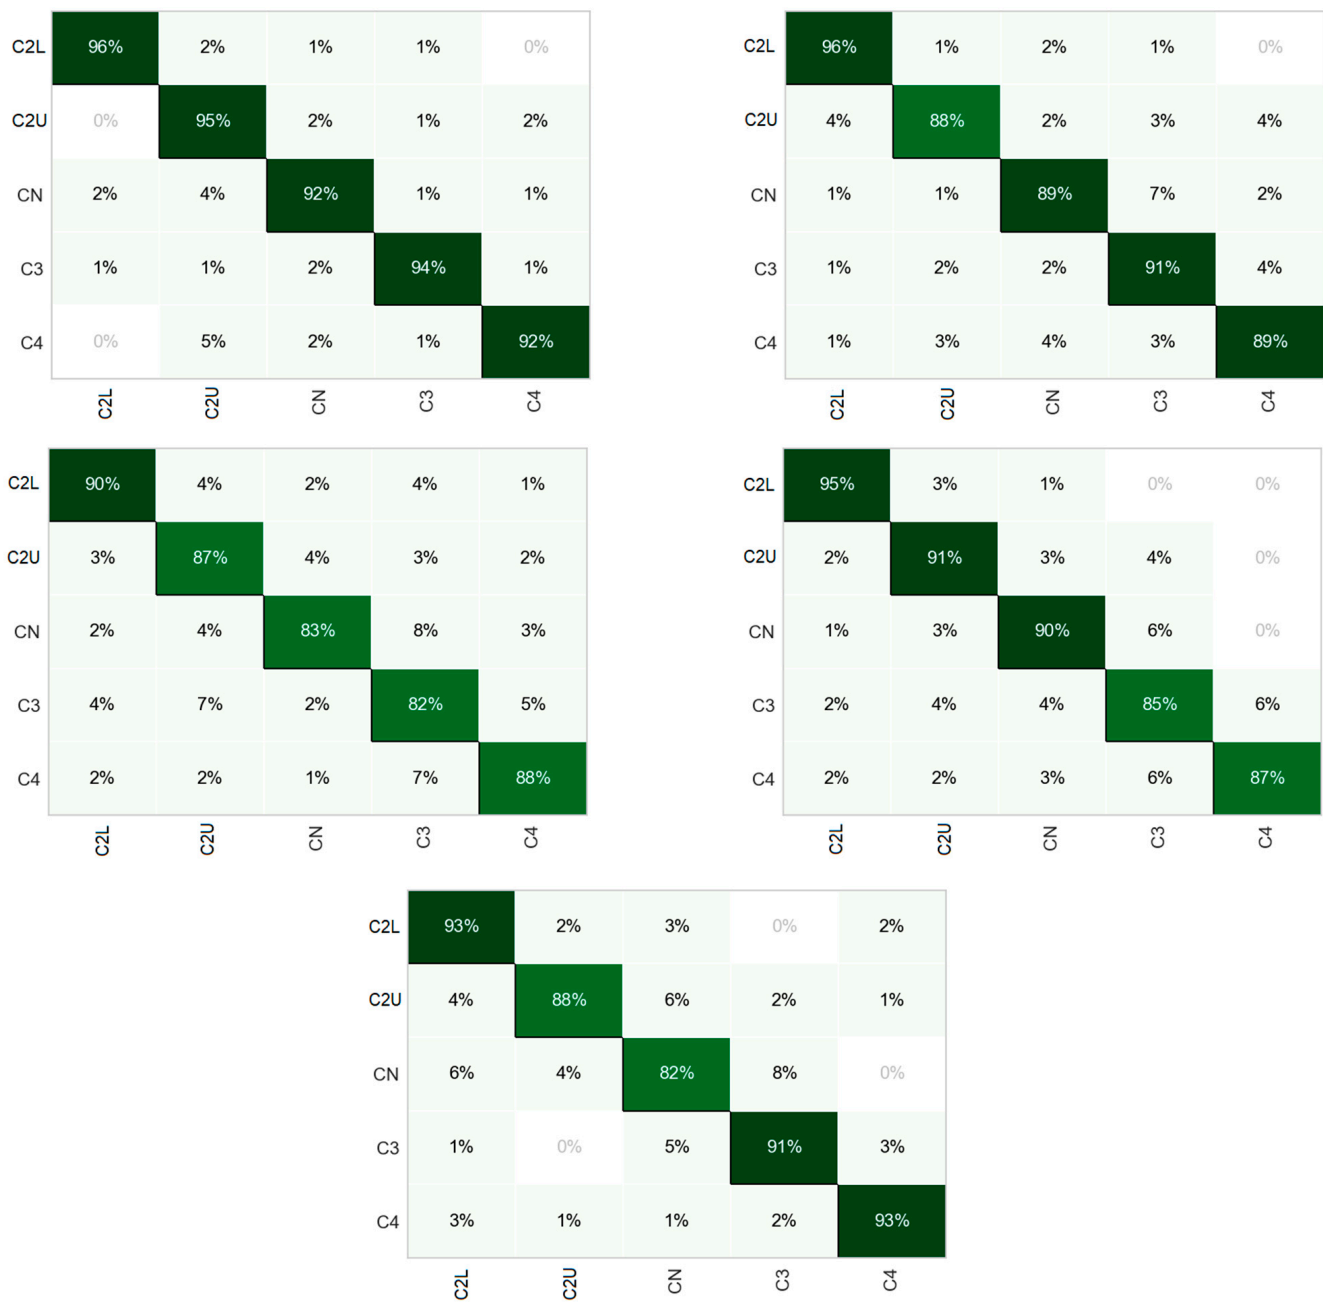 C2L 96% 2% 1% 1% 0%
C2U 0% 95% 2% 1% 2%
CN 2% 4% 92% 1% 1%
C3 1% 1% 2% 94% 1%
C4 0% 5% 2% 1% 92%
C2L C2U CN C3 C4
C2L 96% 1% 2% 1% 0%
C2U 4% 88% 2% 3% 4%
CN 1% 1% 89% 7% 2%
C3 1% 2% 2% 91% 4%
C4 1% 3% 4% 3% 89%
C2L C2U CN C3 C4
C2L 90% 4% 2% 4% 1%
C2U 3% 87% 4% 3% 2%
CN 2% 4% 83% 8% 3%
C3 4% 7% 2% 82% 5%
C4 2% 2% 1% 7% 88%
C2L C2U CN C3 C4
C2L 95% 3% 1% 0% 0%
C2U 2% 91% 3% 4% 0%
CN 1% 3% 90% 6% 0%
C3 2% 4% 4% 85% 6%
C4 2% 2% 3% 6% 87%
C2L C2U CN C3 C4
C2L 93% 2% 3% 0% 2%
C2U 4% 88% 6% 2% 1%
CN 6% 4% 82% 8% 0%
C3 1% 0% 5% 91% 3%
C4 3% 1% 1% 2% 93%
C2L C2U CN C3 C4